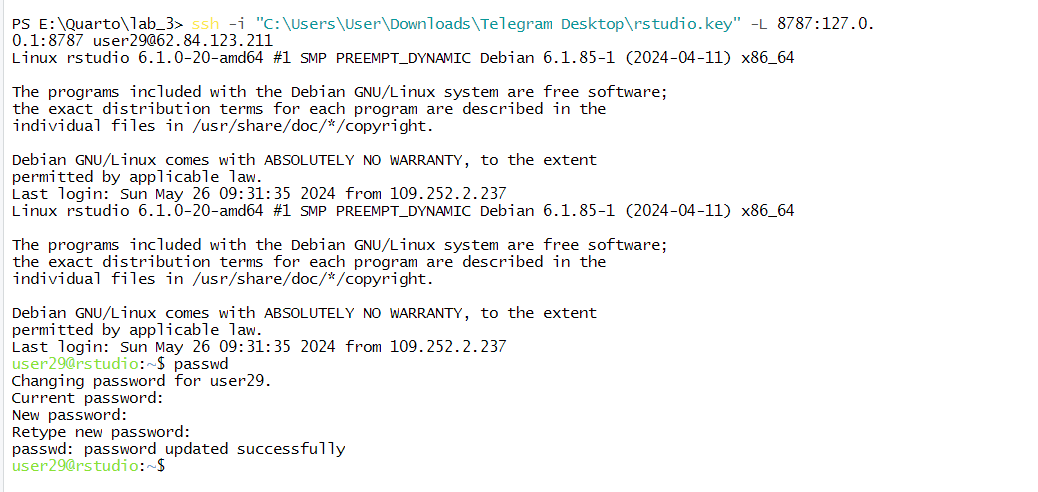 PS E:\Quarto\lab_3> ssh -i "C:\Users\User\Downloads\Telegram Desktop\rstudio.key" -L 8787:127.0.
0.1:8787 user29@62.84.123.211
Linux rstudio 6.1.0-20-amd64 #1 SMP PREEMPT_DYNAMIC Debian 6.1.85-1 (2024-04-11) x86_64
The programs included with the Debian GNU/Linux system are free software;
the exact distribution terms for each program are described in the
individual files in /usr/share/doc/*/copyright.
Debian GNU/Linux comes with ABSOLUTELY NO WARRANTY, to the extent
permitted by applicable law.
Last login: Sun May 26 09:31:35 2024 from 109.252.2.237
Linux rstudio 6.1.0-20-amd64 #1 SMP PREEMPT_DYNAMIC Debian 6.1.85-1 (2024-04-11) x86_64
The programs included with the Debian GNU/Linux system are free software;
the exact distribution terms for each program are described in the
individual files in /usr/share/doc/*/copyright.
Debian GNU/Linux comes with ABSOLUTELY NO WARRANTY, to the extent
permitted by applicable law.
Last login: Sun May 26 09:31:35 2024 from 109.252.2.237
user29@rstudio:~$ passwd
Changing password for user29.
Current password:
New password:
Retype new password:
passwd: password updated successfully
user29@rstudio:~$